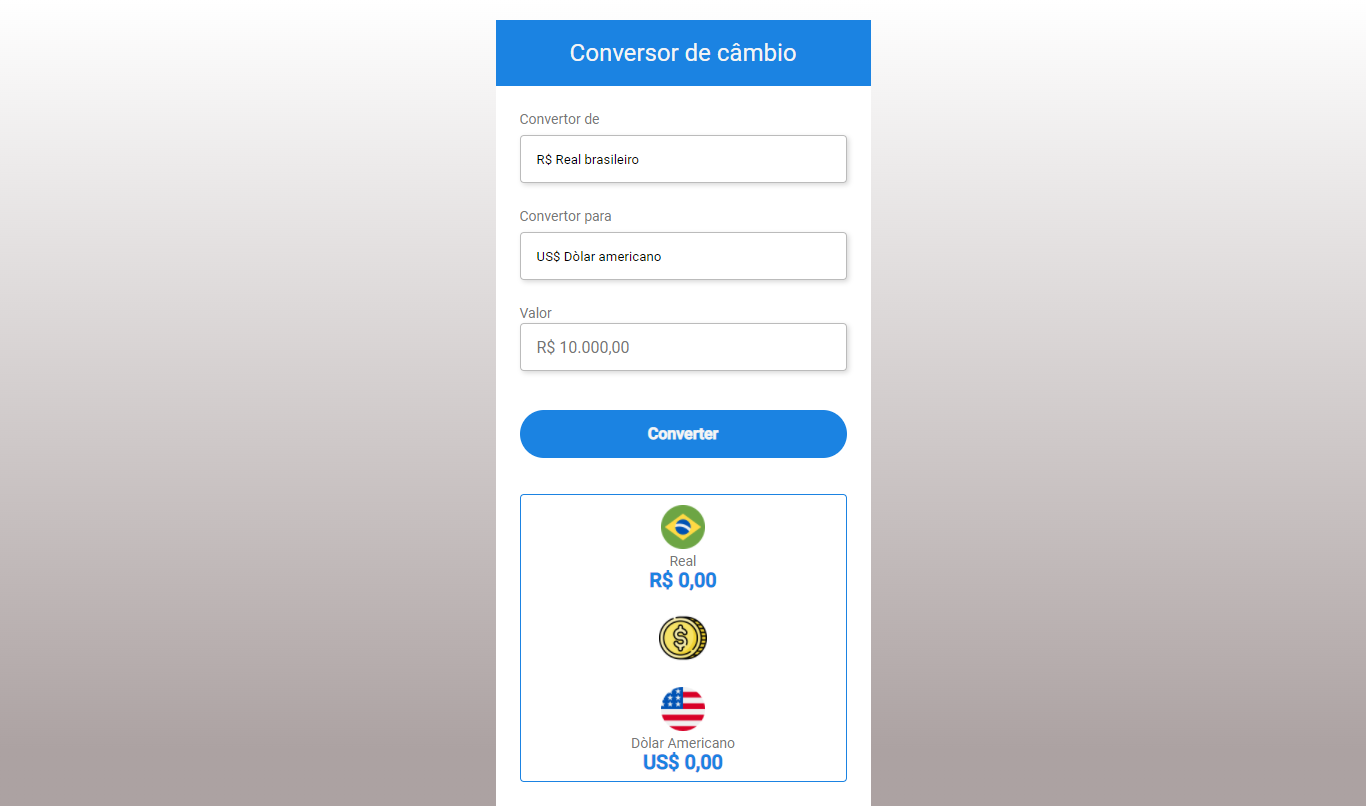 Conversor de câmbio
Convertor de
R$ Real brasileiro
Convertor para
US$ Dòlar americano
Valor
R$ 10.000,00
Converter
Real
R$ 0,00
$
Dòlar Americano
US$ 0,00